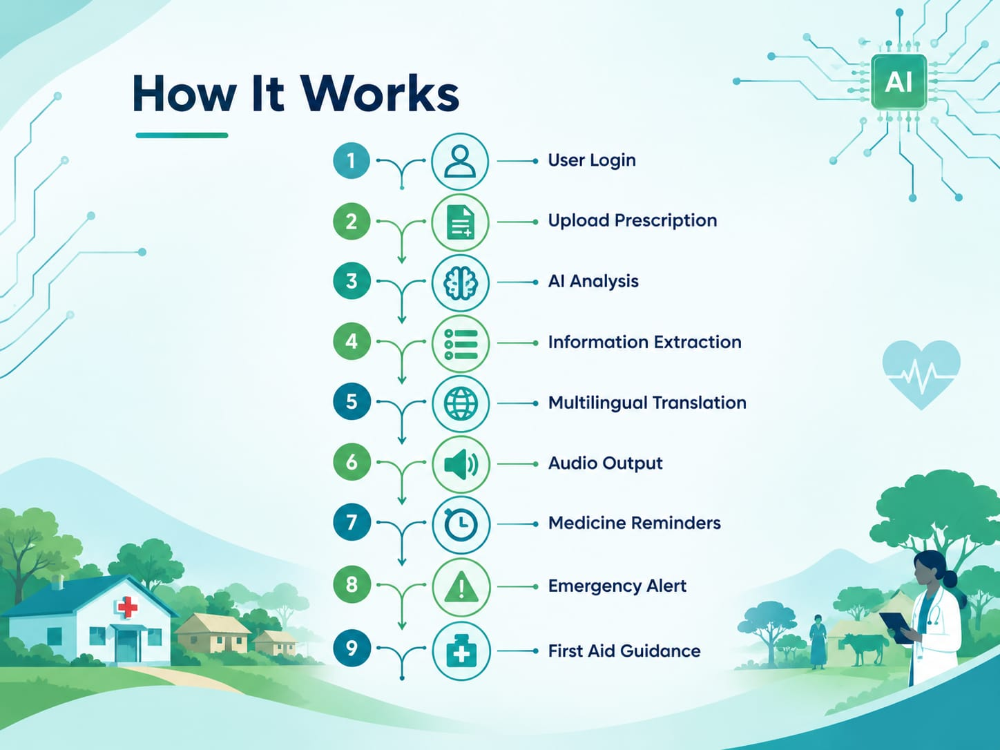 How It Works
AI
1 User Login
2 Upload Prescription
3 AI Analysis
4 Information Extraction
5 Multilingual Translation
6 Audio Output
7 Medicine Reminders
8 Emergency Alert
9 First Aid Guidance